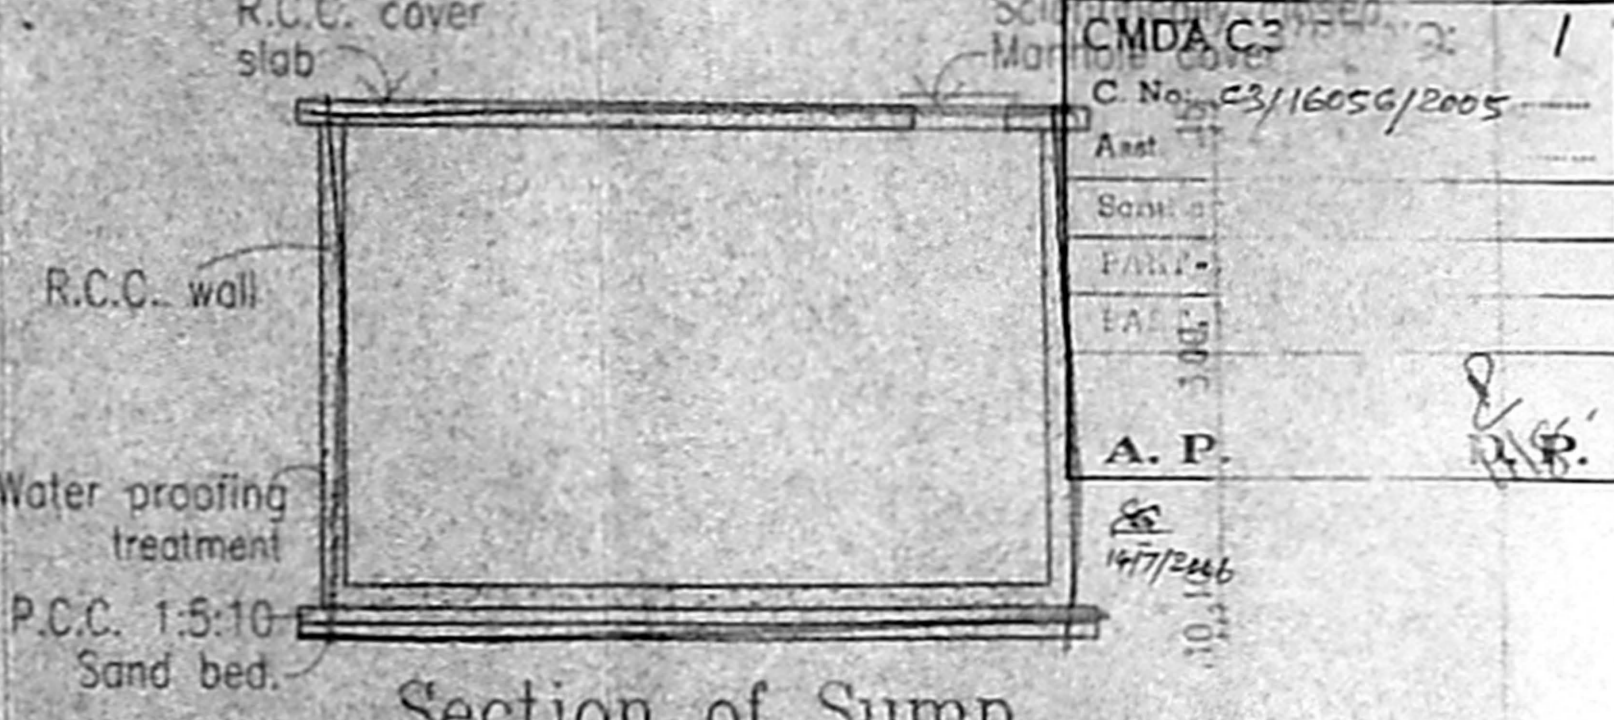 R.C.C. cover
slab
Manhole cover
R.C.C. wall
Water proofing
treatment
P.C.C. 1:5:10
Sand bed.
Section of Sump
CMDA C3
1
C. No: C3/16056/2005
Asst
A. P.
D. P.
14/7/2006